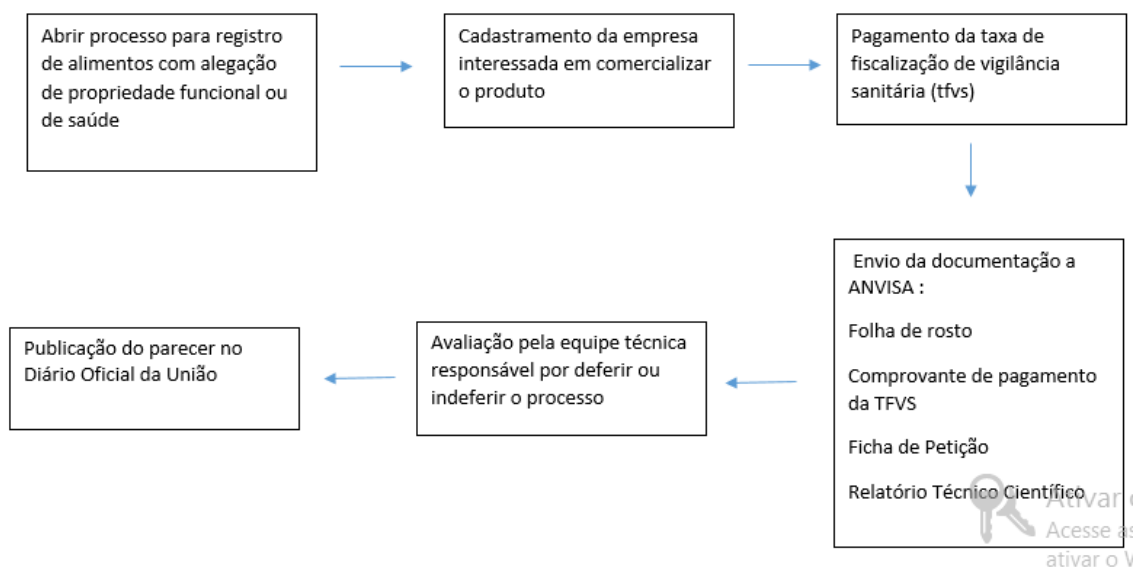 Abrir processo para registro
de alimentos com alegação
de propriedade funcional ou
de saúde
Cadastramento da empresa
interessada em comercializar
o produto
Pagamento da taxa de
fiscalização de vigilância
sanitária (tfvs)
Envio da documentação a
ANVISA :
Folha de rosto
Comprovante de pagamento
da TFVS
Ficha de Petição
Relatório Técnico Científico
Avaliação pela equipe técnica
responsável por deferir ou
indeferir o processo
Publicação do parecer no
Diário Oficial da União
Ativar
Acesse
ativar o